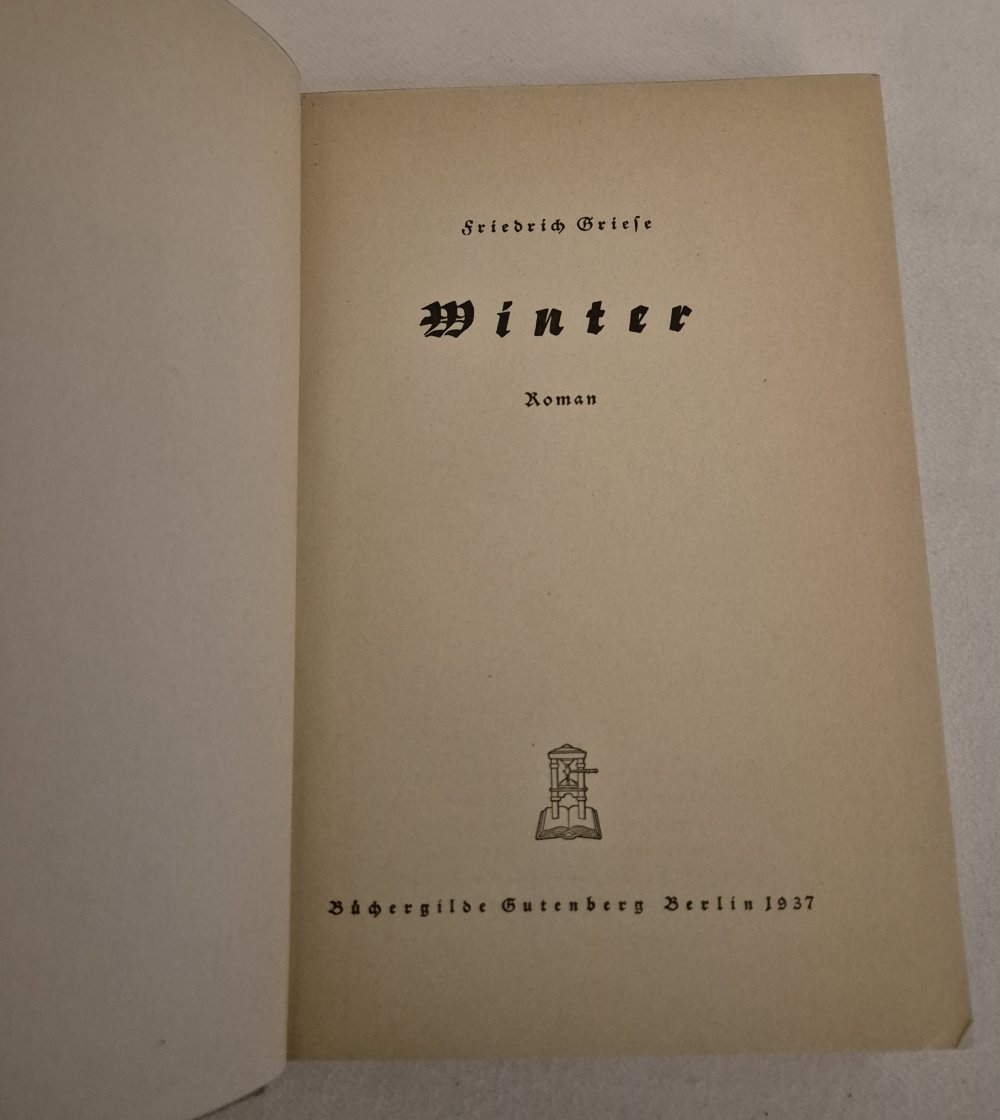 Friedrich Grieſe
Winter
Roman
Büchergilde Gutenberg Berlin 1937